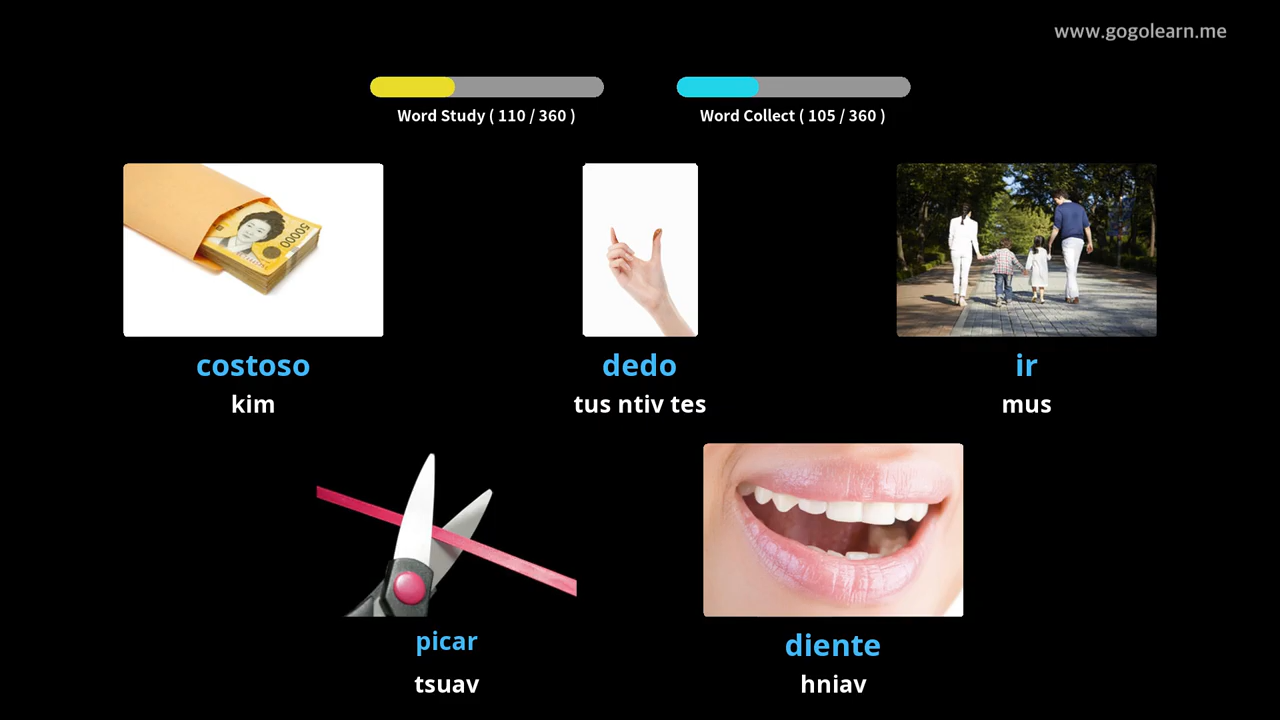 www.gogolearn.me
Word Study ( 110 / 360 )
Word Collect ( 105 / 360 )
50000
costoso
kim
dedo
tus ntiv tes
ir
mus
picar
tsuav
diente
hniav